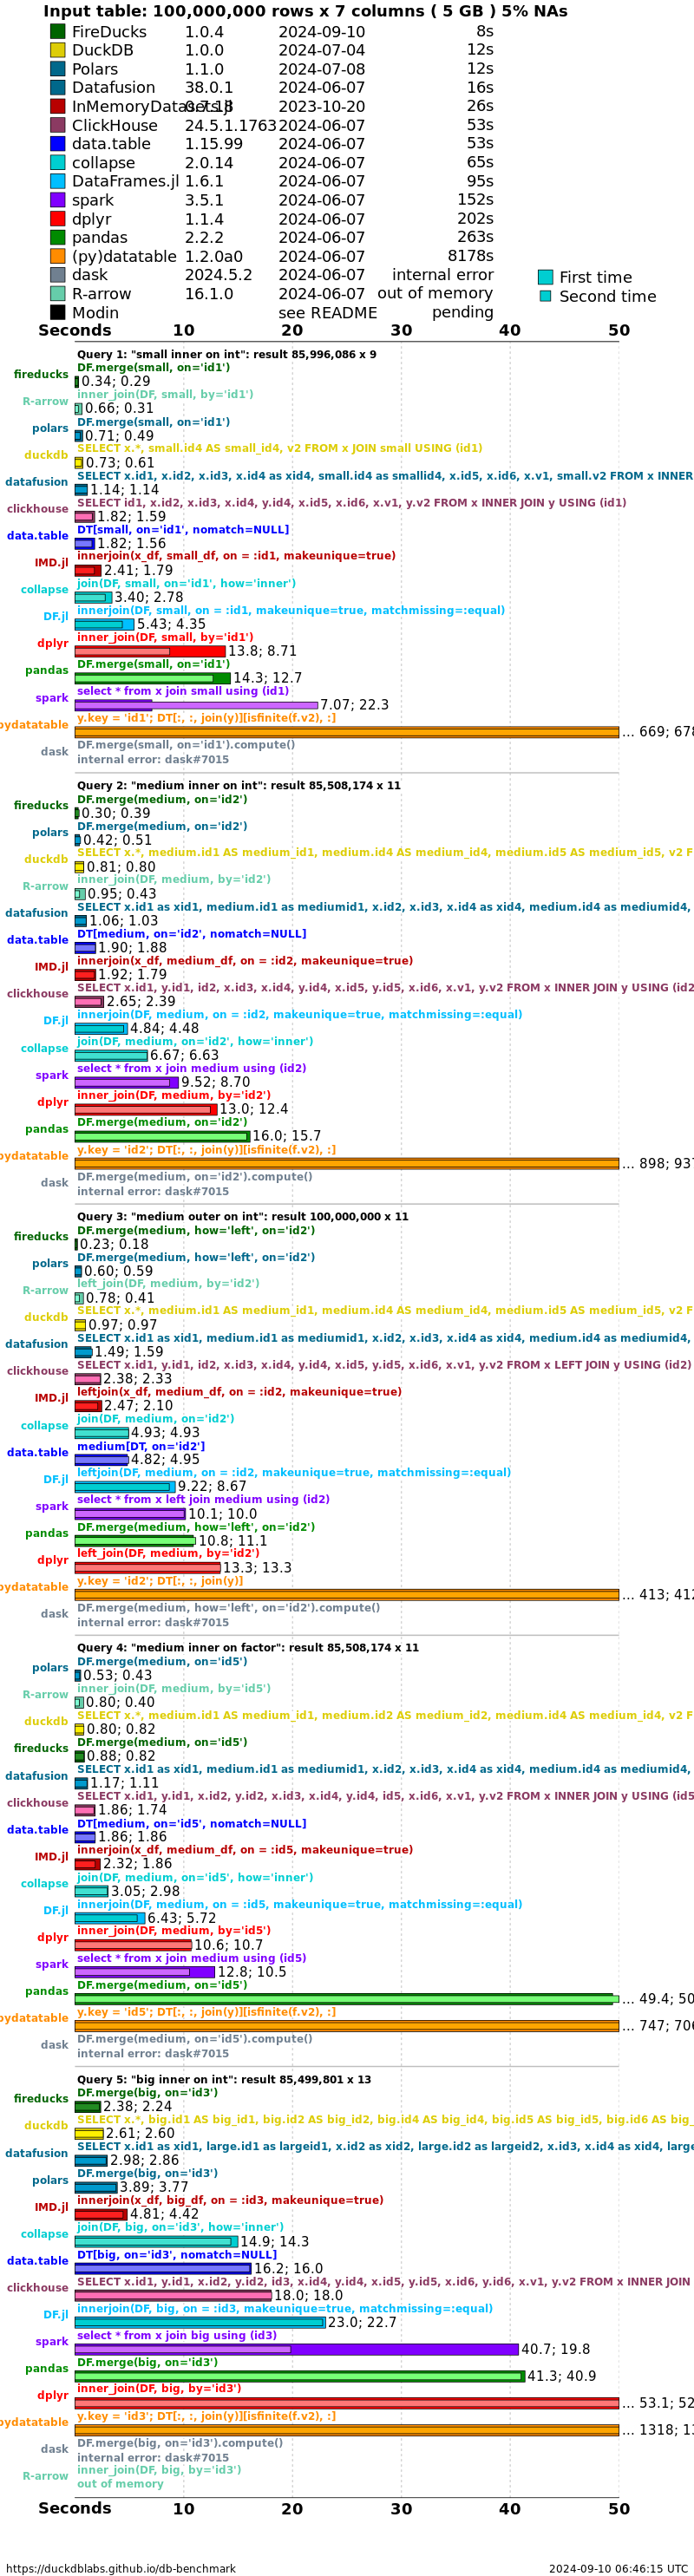 Input table: 100,000,000 rows x 7 columns ( 5 GB ) 5% NAs
FireDucks 1.0.4 2024-09-10 8s
DuckDB 1.0.0 2024-07-04 12s
Polars 1.1.0 2024-07-08 12s
Datafusion 38.0.1 2024-06-07 16s
InMemoryDatasets.jl 0.7.18 2023-10-20 26s
ClickHouse 24.5.1.1763 2024-06-07 53s
data.table 1.15.99 2024-06-07 53s
collapse 2.0.14 2024-06-07 65s
DataFrames.jl 1.6.1 2024-06-07 95s
spark 3.5.1 2024-06-07 152s
dplyr 1.1.4 2024-06-07 202s
pandas 2.2.2 2024-06-07 263s
(py)datatable 1.2.0a0 2024-06-07 8178s
dask 2024.5.2 2024-06-07 internal error
First time
R-arrow 16.1.0 2024-06-07 out of memory
Second time
Modin see README pending
Seconds 10 20 30 40 50
Query 1: "small inner on int": result 85,996,086 x 9
fireducks DF.merge(small, on='id1')
0.34; 0.29
R-arrow inner_join(DF, small, by='id1')
0.66; 0.31
polars DF.merge(small, on='id1')
0.71; 0.49
duckdb SELECT x.*, small.id4 AS small_id4, v2 FROM x JOIN small USING (id1)
0.73; 0.61
datafusion SELECT x.id1, x.id2, x.id3, x.id4 as xid4, small.id4 as smallid4, x.id5, x.id6, x.v1, small.v2 FROM x INNER
1.14; 1.14
clickhouse SELECT id1, x.id2, x.id3, x.id4, y.id4, x.id5, x.id6, x.v1, y.v2 FROM x INNER JOIN y USING (id1)
1.82; 1.59
data.table DT[small, on='id1', nomatch=NULL]
1.82; 1.56
IMD.jl innerjoin(x_df, small_df, on = :id1, makeunique=true)
2.41; 1.79
collapse join(DF, small, on='id1', how='inner')
3.40; 2.78
DF.jl innerjoin(DF, small, on = :id1, makeunique=true, matchmissing=:equal)
5.43; 4.35
dplyr inner_join(DF, small, by='id1')
13.8; 8.71
pandas DF.merge(small, on='id1')
14.3; 12.7
spark select * from x join small using (id1)
7.07; 22.3
pydatatable y.key = 'id1'; DT[:, :, join(y)][isfinite(f.v2), :]
... 669; 678
dask DF.merge(small, on='id1').compute()
internal error: dask#7015
Query 2: "medium inner on int": result 85,508,174 x 11
fireducks DF.merge(medium, on='id2')
0.30; 0.39
polars DF.merge(medium, on='id2')
0.42; 0.51
duckdb SELECT x.*, medium.id1 AS medium_id1, medium.id4 AS medium_id4, medium.id5 AS medium_id5, v2 F
0.81; 0.80
R-arrow inner_join(DF, medium, by='id2')
0.95; 0.43
datafusion SELECT x.id1 as xid1, medium.id1 as mediumid1, x.id2, x.id3, x.id4 as xid4, medium.id4 as mediumid4,
1.06; 1.03
data.table DT[medium, on='id2', nomatch=NULL]
1.90; 1.88
IMD.jl innerjoin(x_df, medium_df, on = :id2, makeunique=true)
1.92; 1.79
clickhouse SELECT x.id1, y.id1, id2, x.id3, x.id4, y.id4, x.id5, y.id5, x.id6, x.v1, y.v2 FROM x INNER JOIN y USING (id2
2.65; 2.39
DF.jl innerjoin(DF, medium, on = :id2, makeunique=true, matchmissing=:equal)
4.84; 4.48
collapse join(DF, medium, on='id2', how='inner')
6.67; 6.63
spark select * from x join medium using (id2)
9.52; 8.70
dplyr inner_join(DF, medium, by='id2')
13.0; 12.4
pandas DF.merge(medium, on='id2')
16.0; 15.7
pydatatable y.key = 'id2'; DT[:, :, join(y)][isfinite(f.v2), :]
... 898; 937
dask DF.merge(medium, on='id2').compute()
internal error: dask#7015
Query 3: "medium outer on int": result 100,000,000 x 11
fireducks DF.merge(medium, how='left', on='id2')
0.23; 0.18
polars DF.merge(medium, how='left', on='id2')
0.60; 0.59
R-arrow left_join(DF, medium, by='id2')
0.78; 0.41
duckdb SELECT x.*, medium.id1 AS medium_id1, medium.id4 AS medium_id4, medium.id5 AS medium_id5, v2 F
0.97; 0.97
datafusion SELECT x.id1 as xid1, medium.id1 as mediumid1, x.id2, x.id3, x.id4 as xid4, medium.id4 as mediumid4,
1.49; 1.59
clickhouse SELECT x.id1, y.id1, id2, x.id3, x.id4, y.id4, x.id5, y.id5, x.id6, x.v1, y.v2 FROM x LEFT JOIN y USING (id2)
2.38; 2.33
IMD.jl leftjoin(x_df, medium_df, on = :id2, makeunique=true)
2.47; 2.10
collapse join(DF, medium, on='id2')
4.93; 4.93
data.table medium[DT, on='id2']
4.82; 4.95
DF.jl leftjoin(DF, medium, on = :id2, makeunique=true, matchmissing=:equal)
9.22; 8.67
spark select * from x left join medium using (id2)
10.1; 10.0
pandas DF.merge(medium, how='left', on='id2')
10.8; 11.1
dplyr left_join(DF, medium, by='id2')
13.3; 13.3
pydatatable y.key = 'id2'; DT[:, :, join(y)]
... 413; 412
dask DF.merge(medium, how='left', on='id2').compute()
internal error: dask#7015
Query 4: "medium inner on factor": result 85,508,174 x 11
polars DF.merge(medium, on='id5')
0.53; 0.43
R-arrow inner_join(DF, medium, by='id5')
0.80; 0.40
duckdb SELECT x.*, medium.id1 AS medium_id1, medium.id2 AS medium_id2, medium.id4 AS medium_id4, v2 F
0.80; 0.82
fireducks DF.merge(medium, on='id5')
0.88; 0.82
datafusion SELECT x.id1 as xid1, medium.id1 as mediumid1, x.id2, x.id3, x.id4 as xid4, medium.id4 as mediumid4,
1.17; 1.11
clickhouse SELECT x.id1, y.id1, x.id2, y.id2, x.id3, x.id4, y.id4, id5, x.id6, x.v1, y.v2 FROM x INNER JOIN y USING (id5
1.86; 1.74
data.table DT[medium, on='id5', nomatch=NULL]
1.86; 1.86
IMD.jl innerjoin(x_df, medium_df, on = :id5, makeunique=true)
2.32; 1.86
collapse join(DF, medium, on='id5', how='inner')
3.05; 2.98
DF.jl innerjoin(DF, medium, on = :id5, makeunique=true, matchmissing=:equal)
6.43; 5.72
dplyr inner_join(DF, medium, by='id5')
10.6; 10.7
spark select * from x join medium using (id5)
12.8; 10.5
pandas DF.merge(medium, on='id5')
... 49.4; 50
pydatatable y.key = 'id5'; DT[:, :, join(y)][isfinite(f.v2), :]
... 747; 706
dask DF.merge(medium, on='id5').compute()
internal error: dask#7015
Query 5: "big inner on int": result 85,499,801 x 13
fireducks DF.merge(big, on='id3')
2.38; 2.24
duckdb SELECT x.*, big.id1 AS big_id1, big.id2 AS big_id2, big.id4 AS big_id4, big.id5 AS big_id5, big.id6 AS big_
2.61; 2.60
datafusion SELECT x.id1 as xid1, large.id1 as largeid1, x.id2 as xid2, large.id2 as largeid2, x.id3, x.id4 as xid4, large
2.98; 2.86
polars DF.merge(big, on='id3')
3.89; 3.77
IMD.jl innerjoin(x_df, big_df, on = :id3, makeunique=true)
4.81; 4.42
collapse join(DF, big, on='id3', how='inner')
14.9; 14.3
data.table DT[big, on='id3', nomatch=NULL]
16.2; 16.0
clickhouse SELECT x.id1, y.id1, x.id2, y.id2, id3, x.id4, y.id4, x.id5, y.id5, x.id6, y.id6, x.v1, y.v2 FROM x INNER JOIN
18.0; 18.0
DF.jl innerjoin(DF, big, on = :id3, makeunique=true, matchmissing=:equal)
23.0; 22.7
spark select * from x join big using (id3)
40.7; 19.8
pandas DF.merge(big, on='id3')
41.3; 40.9
dplyr inner_join(DF, big, by='id3')
... 53.1; 52
pydatatable y.key = 'id3'; DT[:, :, join(y)][isfinite(f.v2), :]
... 1318; 13
dask DF.merge(big, on='id3').compute()
internal error: dask#7015
R-arrow inner_join(DF, big, by='id3')
out of memory
Seconds 10 20 30 40 50
https://duckdblabs.github.io/db-benchmark 2024-09-10 06:46:15 UTC